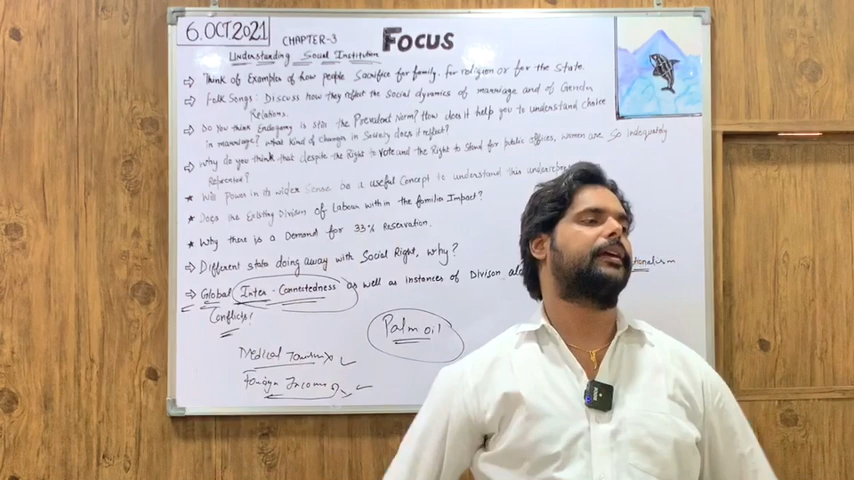 6.OCT.2021 CHAPTER-3 FOCUS
Understanding Social Institution
Think of Examples of how people Sacrifice for family. For religion or for the State.
Folk Songs: Discuss how they reflect the social dynamics of marriage and of Gender
Relations.
Do you think Endogamy is still the Prevalent Norm? How does it help you to understand choice
in marriage? What kind of Changes in Society does it reflect?
Why do you think that despite the Right to vote and the Right to Stand for public offices, women are so inadequately
Represented?
Will Power in its wider Sense be a useful Concept to understand this
Does the Existing Division of Labour within the families Impact?
Why there is a Demand for 33% Reservation.
Different state doing away with Social Right, Why?
Global Inter-Connectedness as well as instances of Divison
Conflicts!
Palm oil
Medical Tourism
Foreign Income